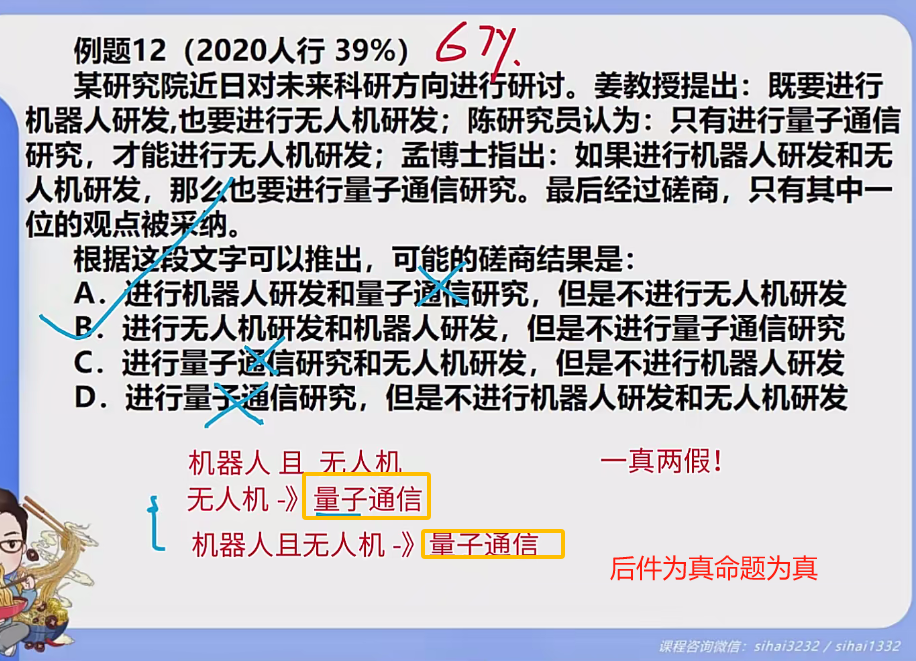 例题12（2020人行 39%） 67%.
某研究院近日对未来科研方向进行研讨。姜教授提出：既要进行
机器人研发,也要进行无人机研发；陈研究员认为：只有进行量子通信
研究，才能进行无人机研发；孟博士指出：如果进行机器人研发和无
人机研发，那么也要进行量子通信研究。最后经过磋商，只有其中一
位的观点被采纳。
根据这段文字可以推出，可能的磋商结果是：
A．进行机器人研发和量子通信研究，但是不进行无人机研发
B．进行无人机研发和机器人研发，但是不进行量子通信研究
C．进行量子通信研究和无人机研发，但是不进行机器人研发
D．进行量子通信研究，但是不进行机器人研发和无人机研发
机器人 且 无人机 一真两假！
无人机 -》 量子通信
机器人且无人机 -》 量子通信
后件为真命题为真
课程咨询微信：sihai3232 / sihai1332